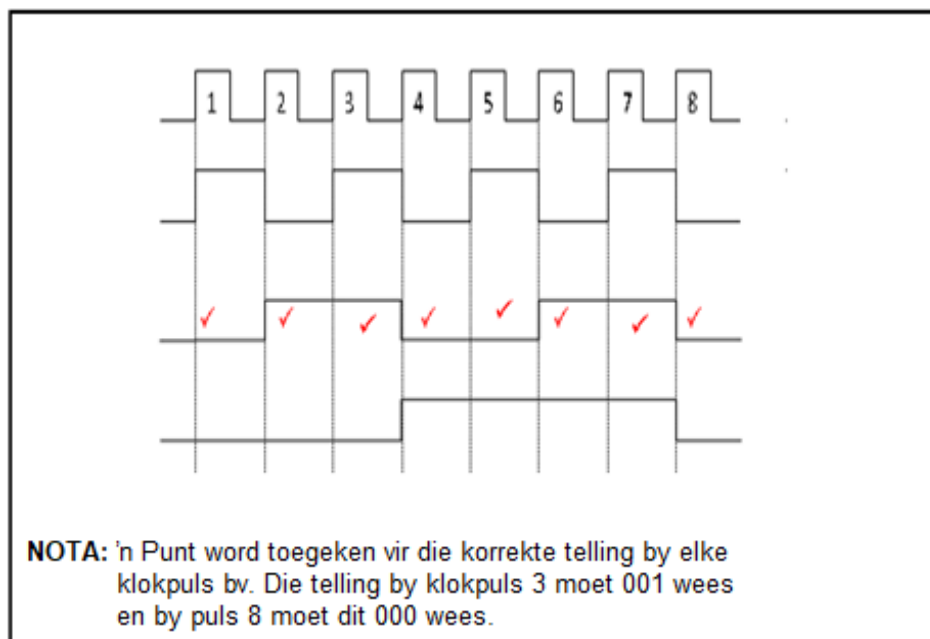 1 2 3 4 5 6 7 8
NOTA: 'n Punt word toegeken vir die korrekte telling by elke
klokpuls bv. Die telling by klokpuls 3 moet 001 wees
en by puls 8 moet dit 000 wees.